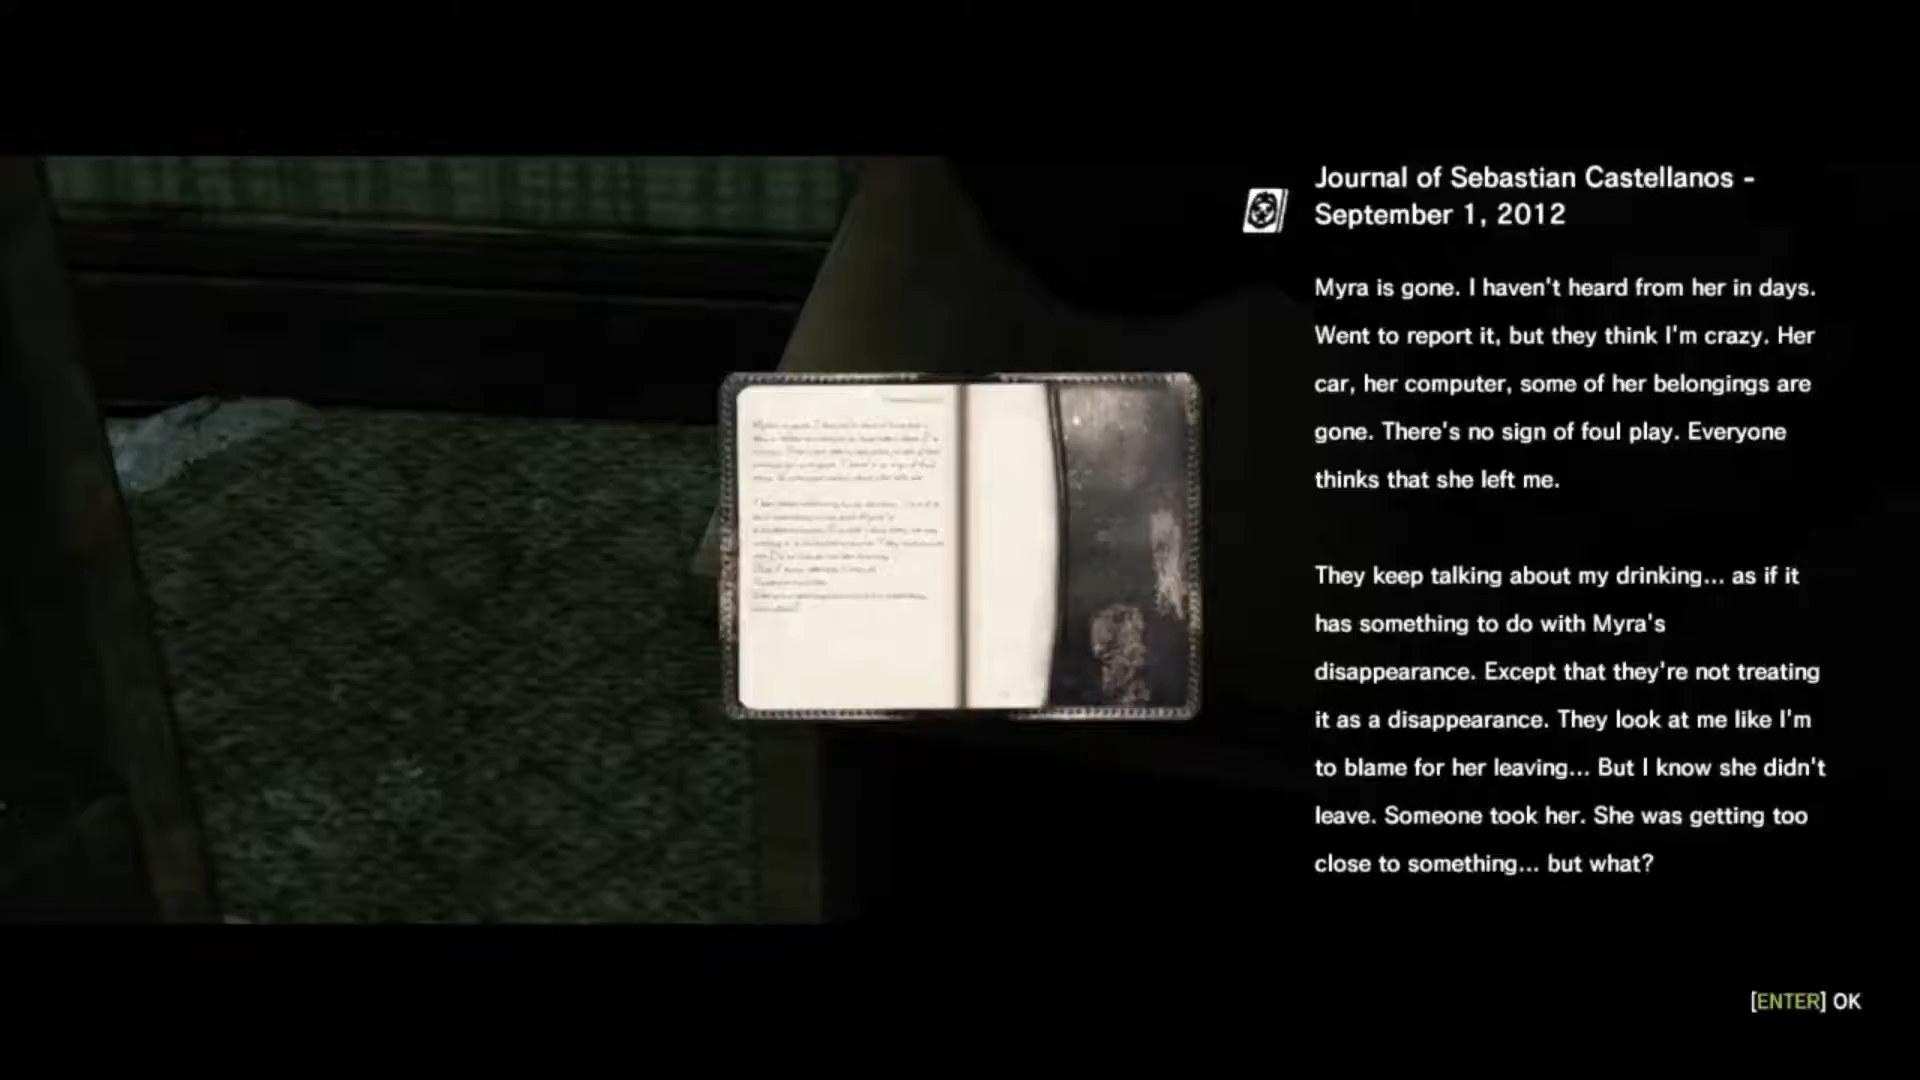 Journal of Sebastian Castellanos -
September 1, 2012
Myra is gone. I haven't heard from her in days.
Went to report it, but they think I'm crazy. Her
car, her computer, some of her belongings are
gone. There's no sign of foul play. Everyone
thinks that she left me.
They keep talking about my drinking... as if it
has something to do with Myra's
disappearance. Except that they're not treating
it as a disappearance. They look at me like I'm
to blame for her leaving... But I know she didn't
leave. Someone took her. She was getting too
close to something... but what?
[ENTER] OK